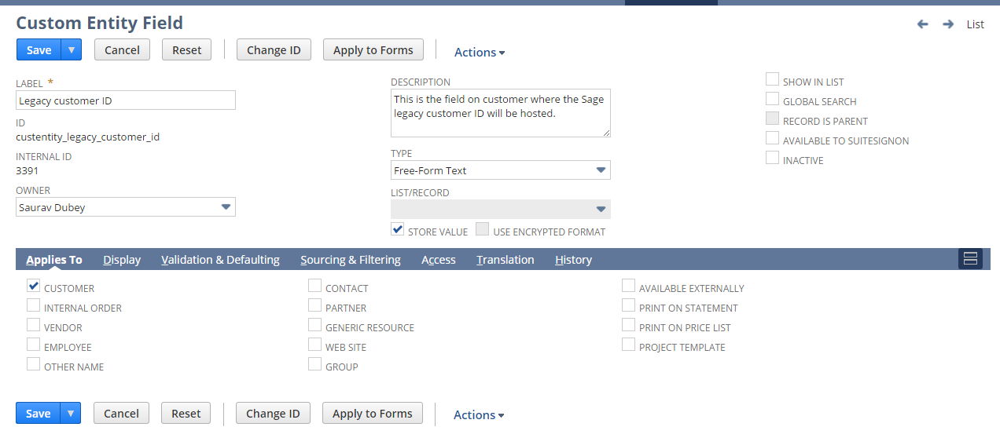 Custom Entity Field
List
Save Cancel Reset Change ID Apply to Forms Actions
LABEL *
Legacy customer ID
ID
custentity_legacy_customer_id
INTERNAL ID
3391
OWNER
Saurav Dubey
DESCRIPTION
This is the field on customer where the Sage
legacy customer ID will be hosted.
TYPE
Free-Form Text
LIST/RECORD
STORE VALUE USE ENCRYPTED FORMAT
SHOW IN LIST
GLOBAL SEARCH
RECORD IS PARENT
AVAILABLE TO SUITESIGNON
INACTIVE
Applies To Display Validation & Defaulting Sourcing & Filtering Access Translation History
CUSTOMER
INTERNAL ORDER
VENDOR
EMPLOYEE
OTHER NAME
CONTACT
PARTNER
GENERIC RESOURCE
WEB SITE
GROUP
AVAILABLE EXTERNALLY
PRINT ON STATEMENT
PRINT ON PRICE LIST
PROJECT TEMPLATE
Save Cancel Reset Change ID Apply to Forms Actions